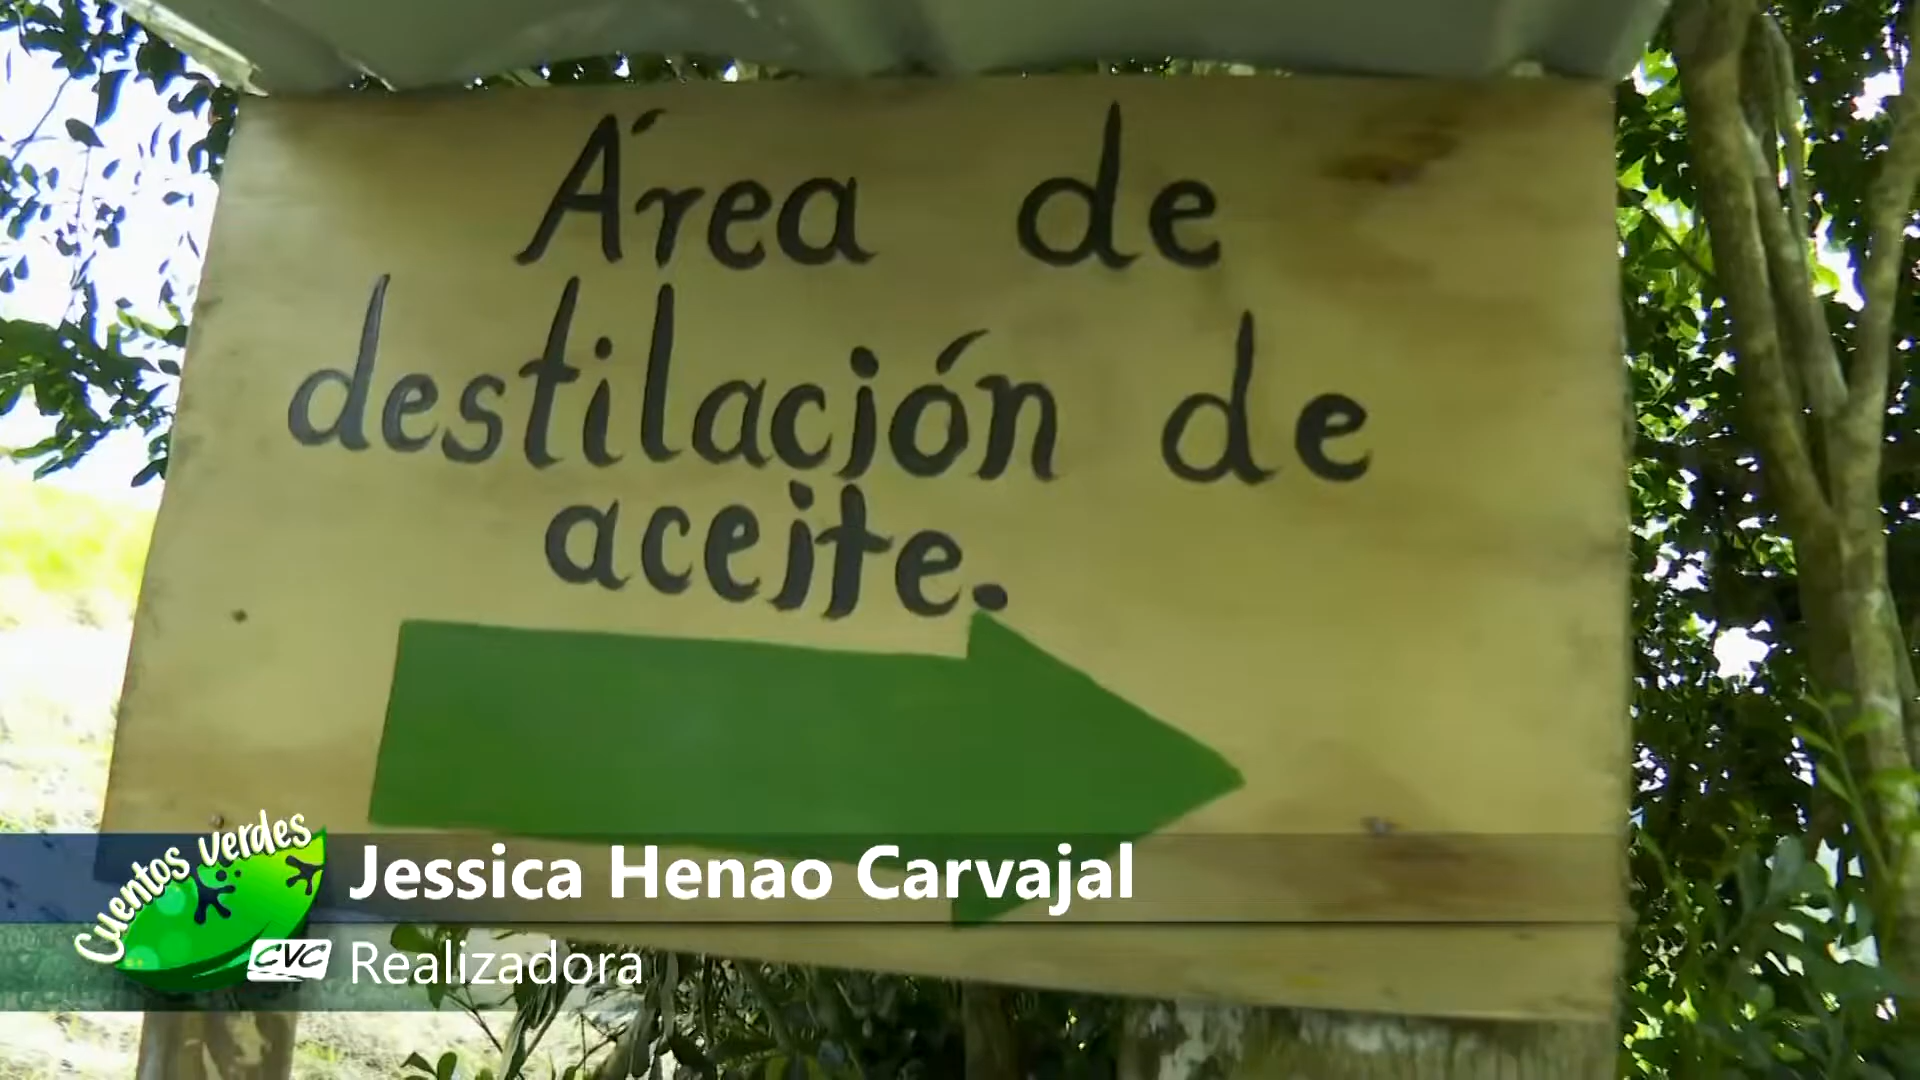 Área de
destilación de
aceite.
Cuentos verdes
Jessica Henao Carvajal
CVC
Realizadora